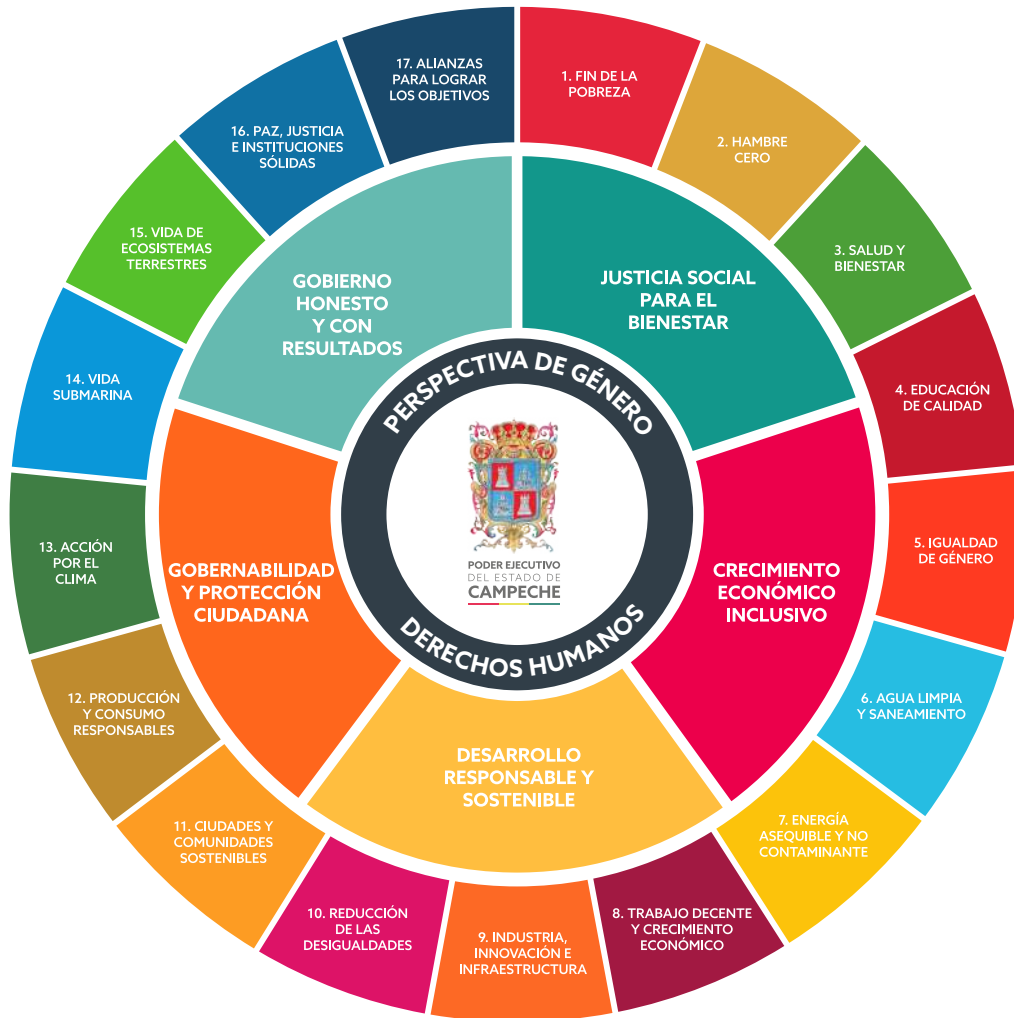 17. ALIANZAS
PARA LOGRAR
LOS OBJETIVOS
1. FIN DE LA
POBREZA
2. HAMBRE
CERO
3. SALUD Y
BIENESTAR
4. EDUCACIÓN
DE CALIDAD
5. IGUALDAD
DE GÉNERO
6. AGUA LIMPIA
Y SANEAMIENTO
7. ENERGÍA
ASEQUIBLE Y NO
CONTAMINANTE
8. TRABAJO DECENTE
Y CRECIMIENTO
ECONÓMICO
9. INDUSTRIA,
INNOVACIÓN E
INFRAESTRUCTURA
10. REDUCCIÓN
DE LAS
DESIGUALDADES
11. CIUDADES Y
COMUNIDADES
SOSTENIBLES
12. PRODUCCIÓN
Y CONSUMO
RESPONSABLES
13. ACCIÓN
POR EL
CLIMA
14. VIDA
SUBMARINA
15. VIDA DE
ECOSISTEMAS
TERRESTRES
16. PAZ, JUSTICIA
E INSTITUCIONES
SÓLIDAS
GOBIERNO
HONESTO
Y CON
RESULTADOS
JUSTICIA SOCIAL
PARA EL
BIENESTAR
CRECIMIENTO
ECONÓMICO
INCLUSIVO
DESARROLLO
RESPONSABLE Y
SOSTENIBLE
GOBERNABILIDAD
Y PROTECCIÓN
CIUDADANA
PERSPECTIVA DE GÉNERO
DERECHOS HUMANOS
PODER EJECUTIVO
DEL ESTADO DE
CAMPECHE